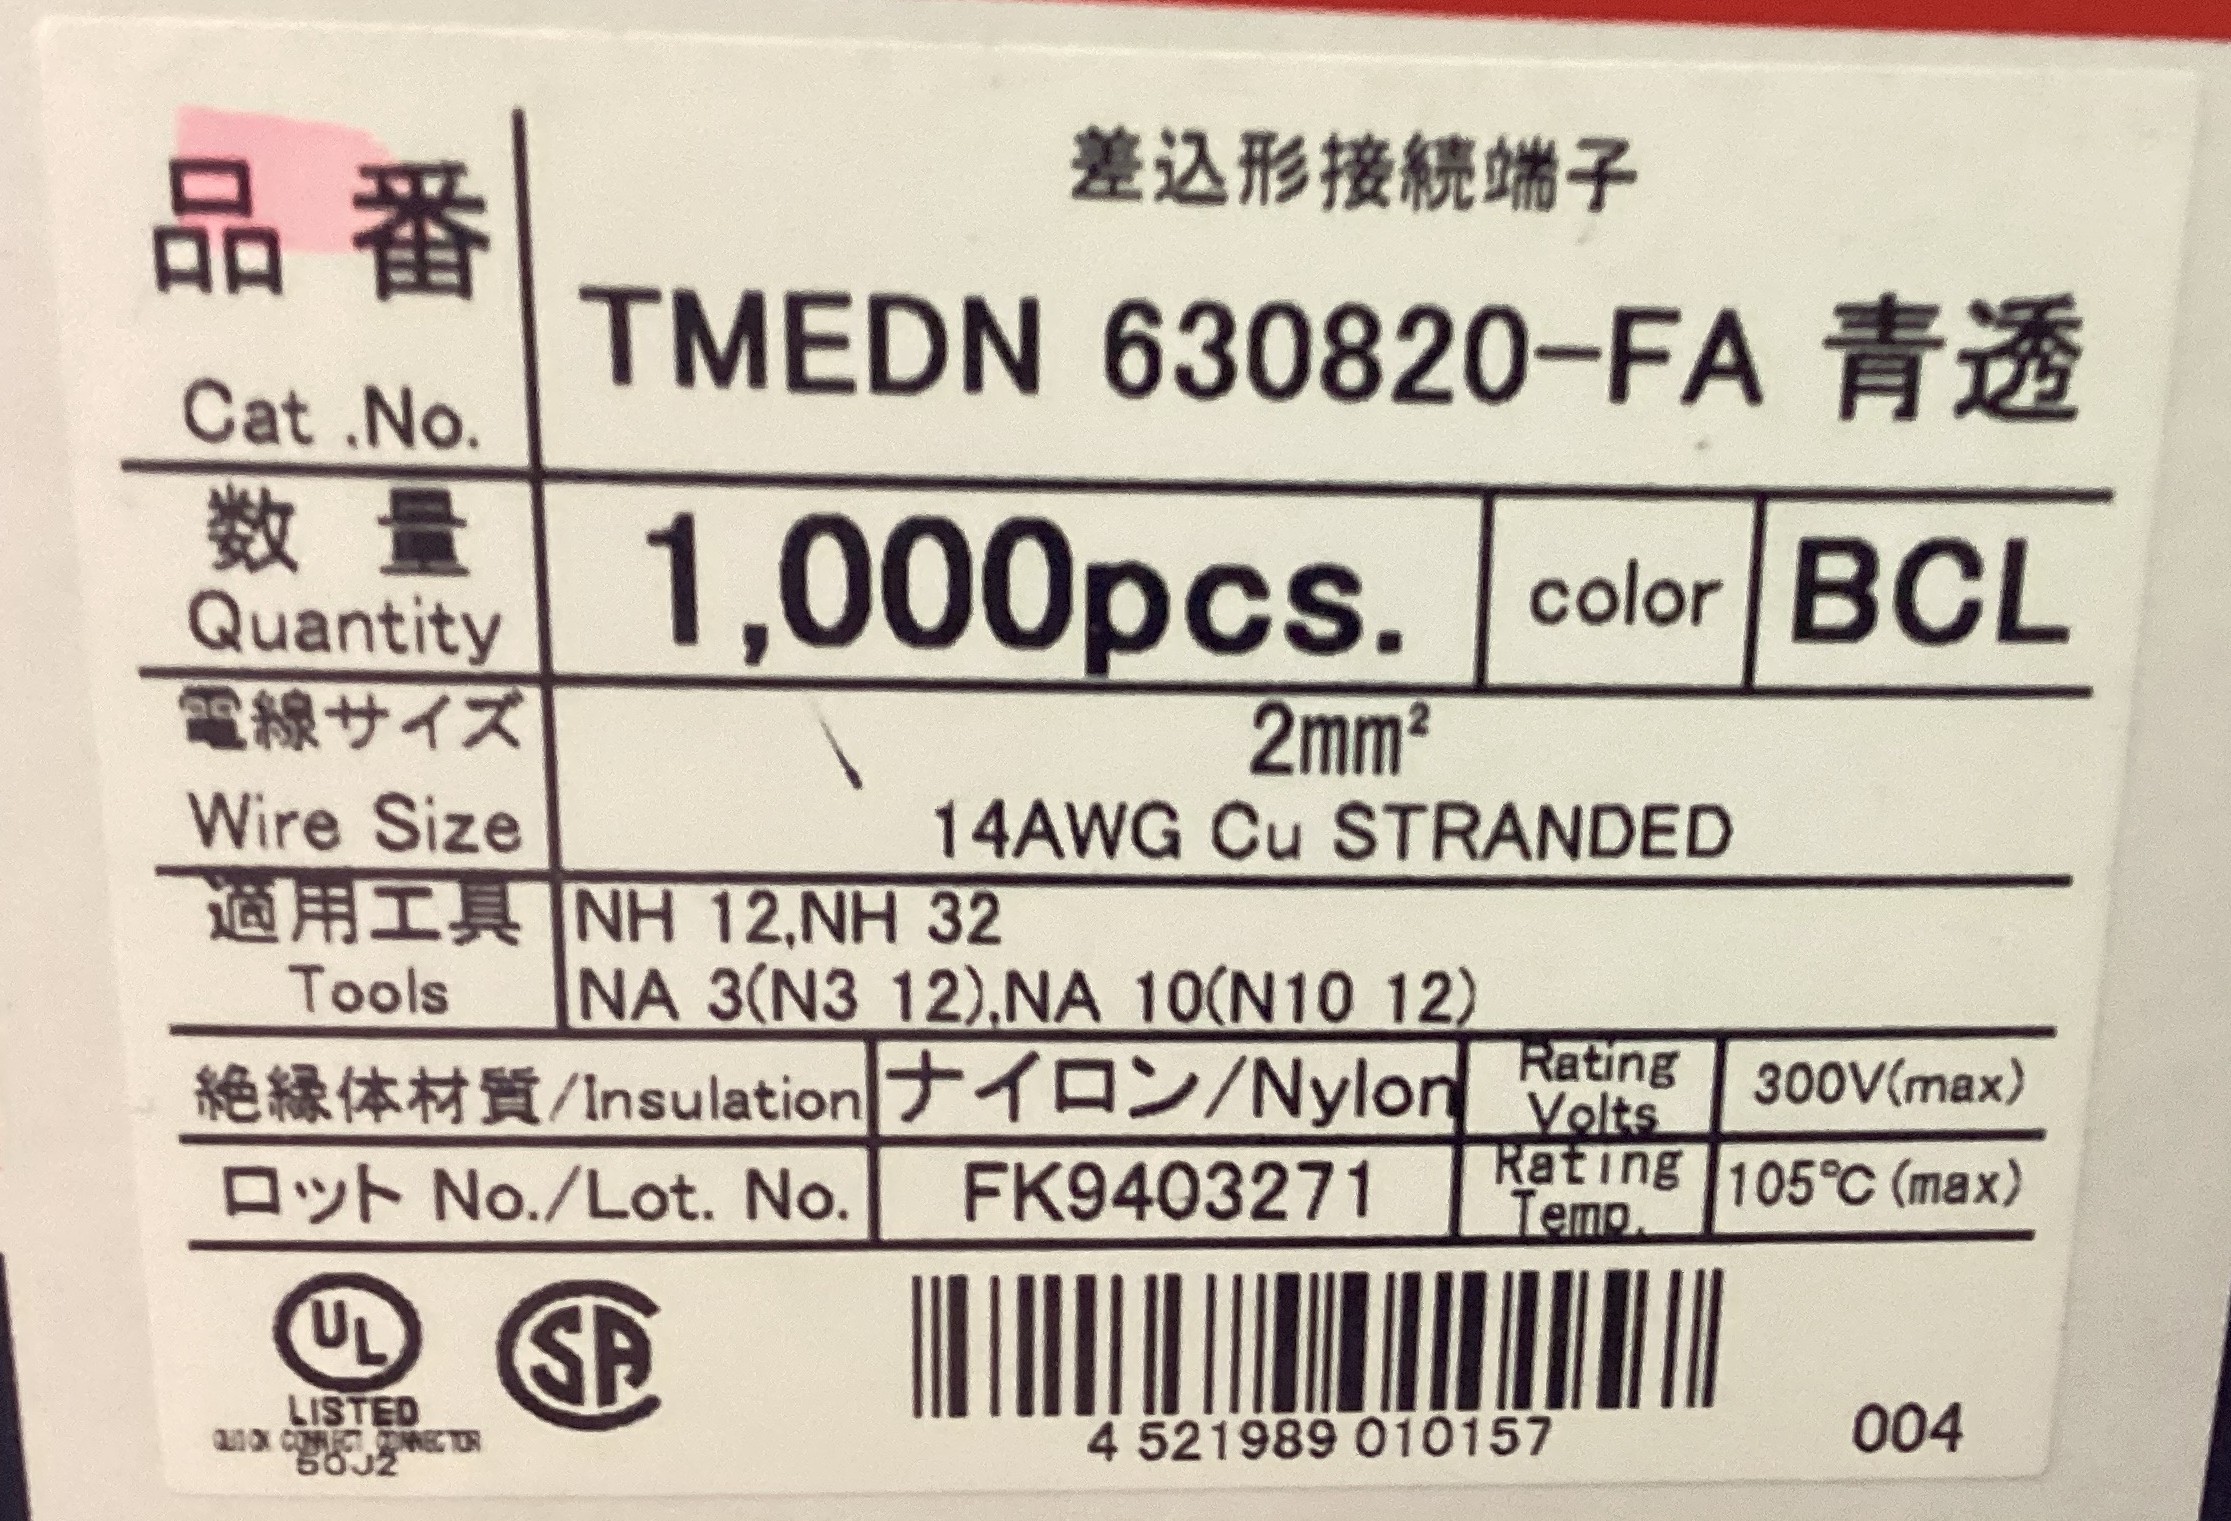 差込形接続端子
品番 TMEDN 630820-FA 青透
Cat .No.
数量 1,000pcs. color BCL
Quantity
電線サイズ 2mm²
Wire Size 14AWG Cu STRANDED
適用工具 NH 12,NH 32
Tools NA 3(N3 12),NA 10(N10 12)
絶縁体材質/Insulation ナイロン/Nylon Rating Volts 300V(max)
ロット No./Lot. No. FK9403271 Rating Temp. 105℃(max)
UL SA
LISTED
QUICK CONNECT CONNECTOR
50J2
4 521989 010157
004